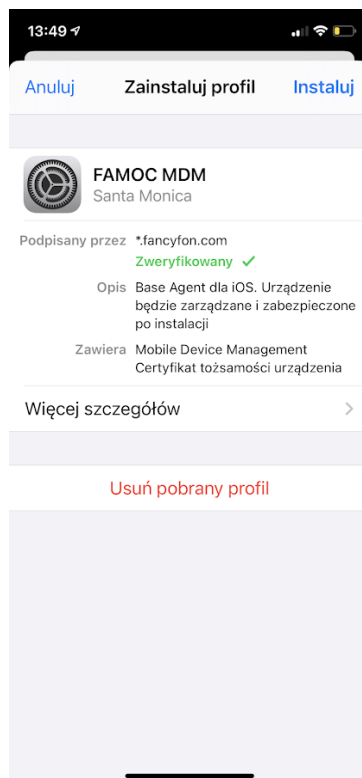 13:49
Anuluj Zainstaluj profil Instaluj
FAMOC MDM
Santa Monica
Podpisany przez *.fancyfon.com
Zweryfikowany ✓
Opis Base Agent dla iOS. Urządzenie
będzie zarządzane i zabezpieczone
po instalacji
Zawiera Mobile Device Management
Certyfikat tożsamości urządzenia
Więcej szczegółów
Usuń pobrany profil